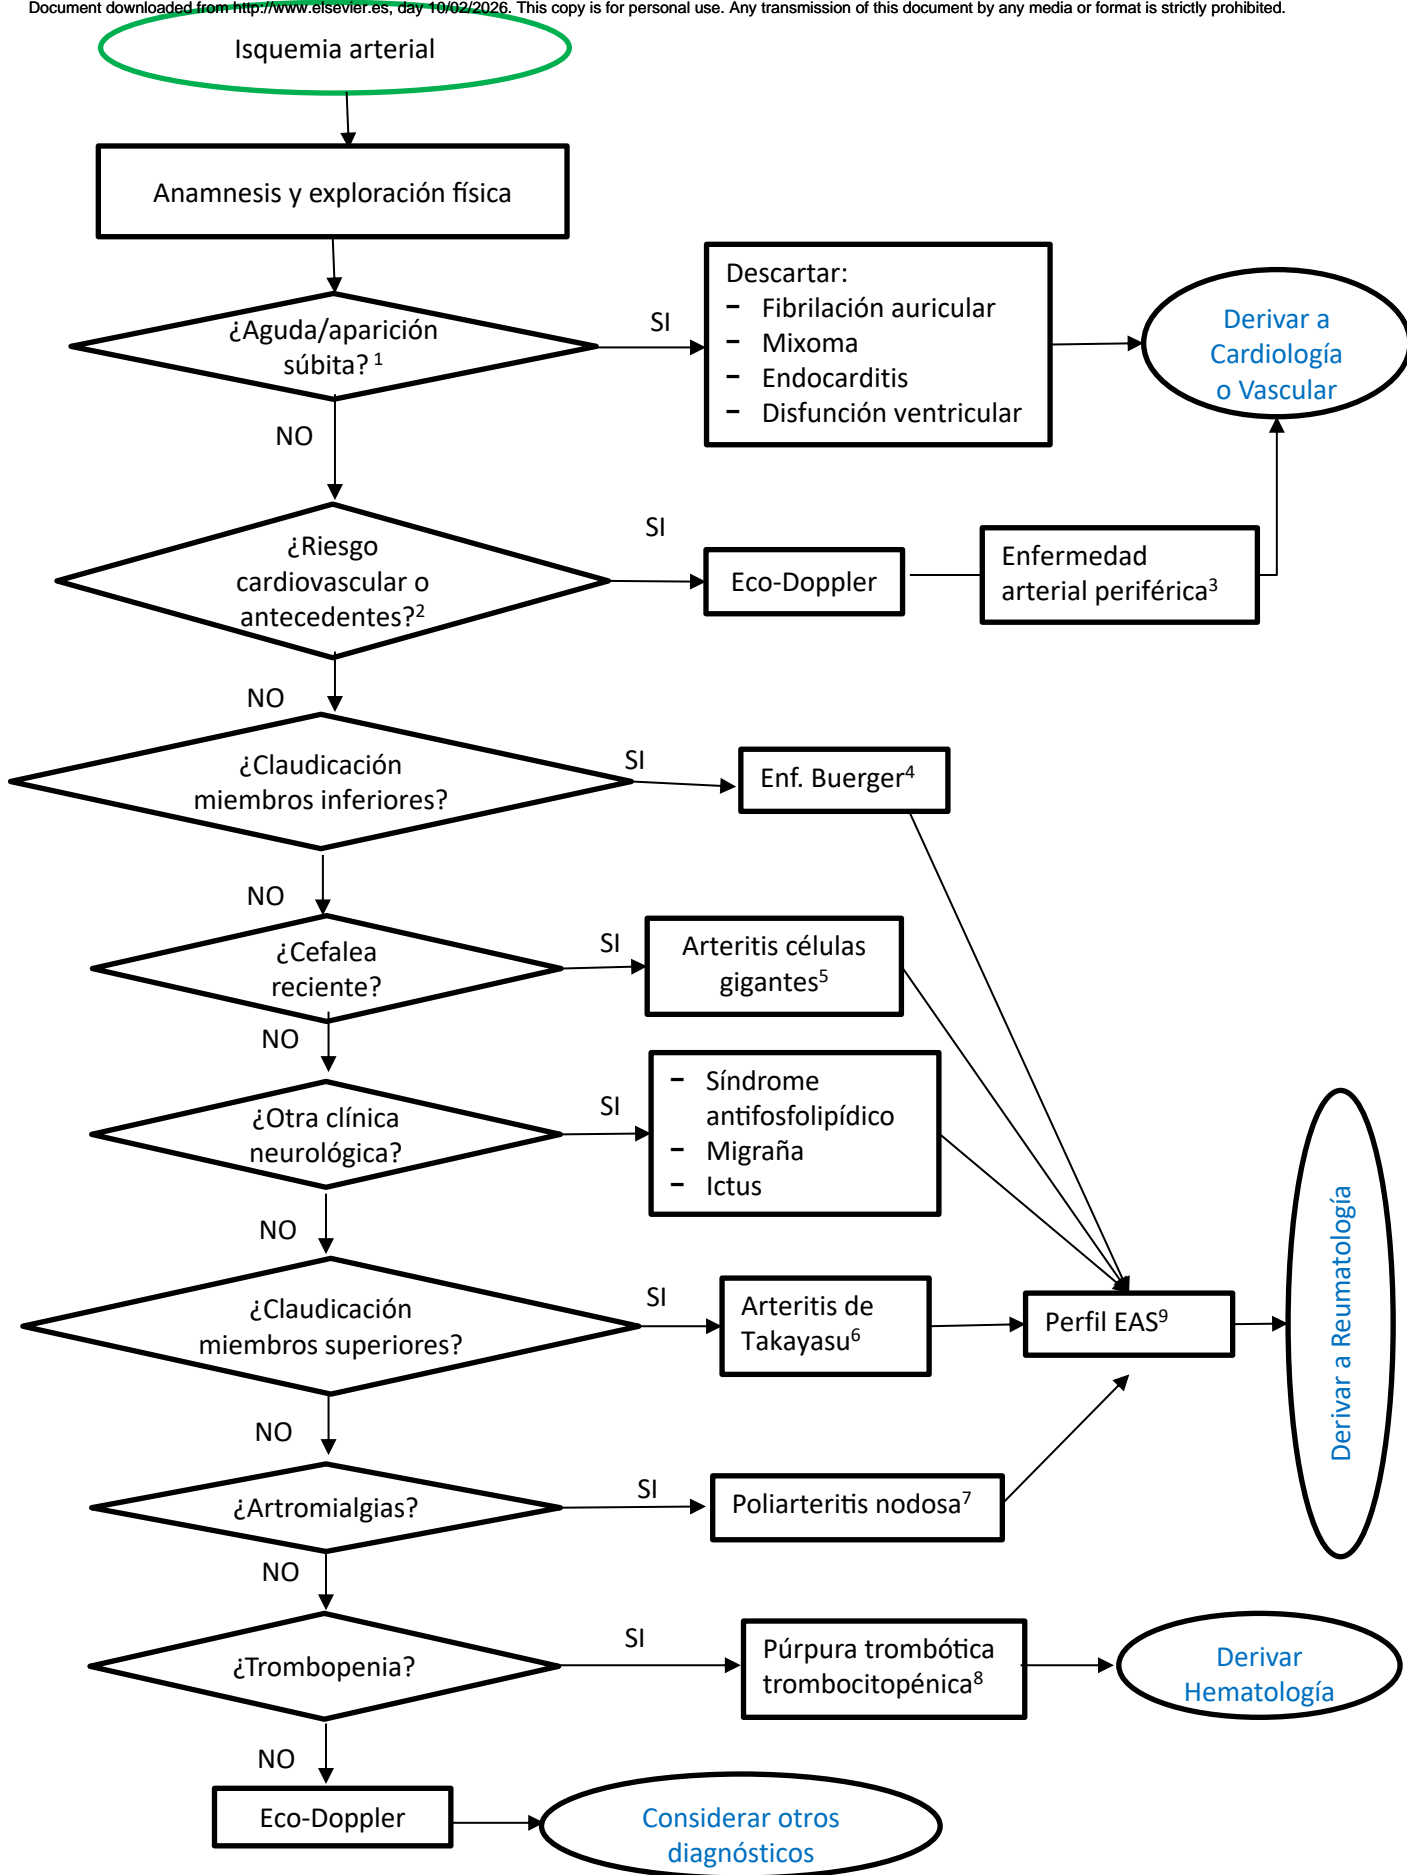 Document downloaded from http://www.elsevier.es, day 10/02/2026. This copy is for personal use. Any transmission of this document by any media or format is strictly prohibited.
Isquemia arterial
Anamnesis y exploración física
¿Aguda/aparición
súbita? 1
SI
Descartar:
- Fibrilación auricular
- Mixoma
- Endocarditis
- Disfunción ventricular
Derivar a
Cardiología
o Vascular
NO
¿Riesgo
cardiovascular o
antecedentes?2
SI
Eco-Doppler
Enfermedad
arterial periférica3
NO
¿Claudicación
miembros inferiores?
SI
Enf. Buerger4
NO
¿Cefalea
reciente?
SI
Arteritis células
gigantes5
NO
¿Otra clínica
neurológica?
SI
- Síndrome
antifosfolipídico
- Migraña
- Ictus
NO
¿Claudicación
miembros superiores?
SI
Arteritis de
Takayasu6
Perfil EAS9
Derivar a Reumatología
NO
¿Artromialgias?
SI
Poliarteritis nodosa7
NO
¿Trombopenia?
SI
Púrpura trombótica
trombocitopénica8
Derivar
Hematología
NO
Eco-Doppler
Considerar otros
diagnósticos